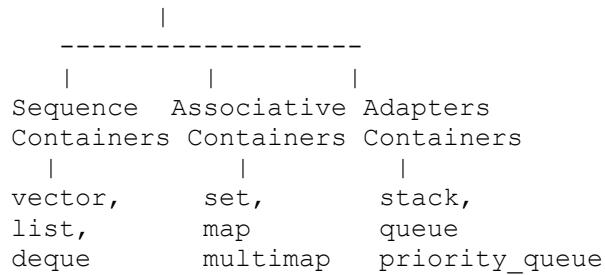 |
-------------------
| | |
Sequence Associative Adapters
Containers Containers Containers
| | |
vector, set, stack,
list, map queue
deque multimap priority_queue